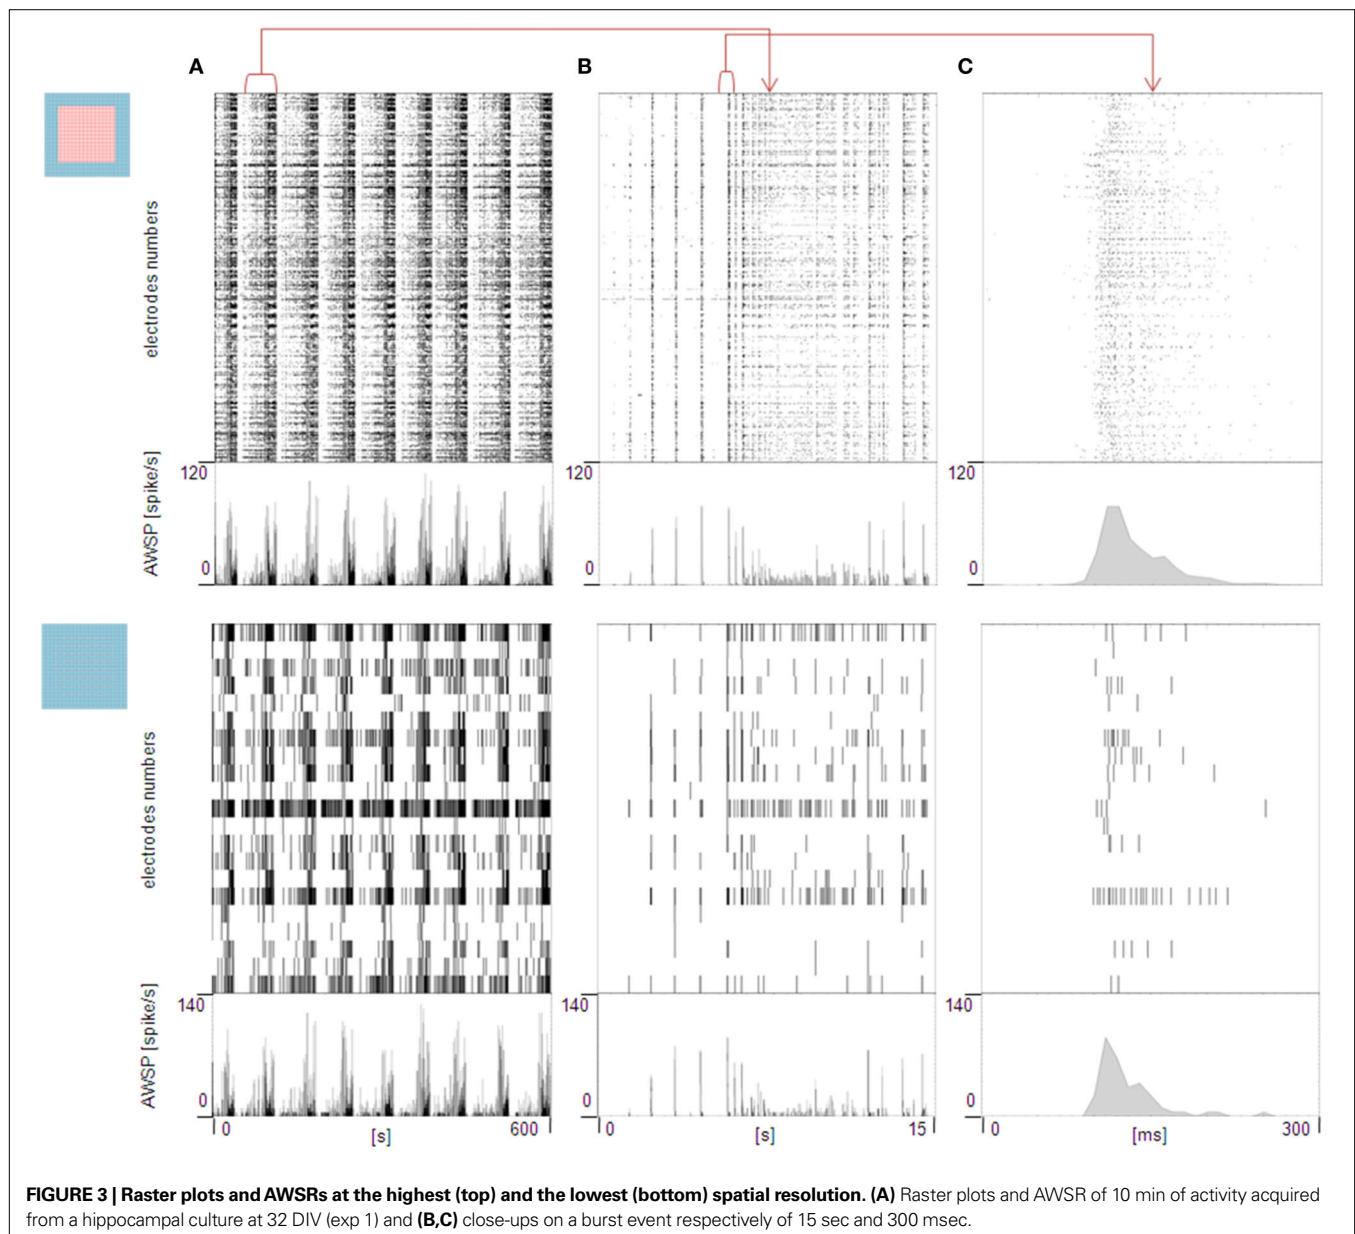 A
B
C
electrodes numbers
AWSP [spike/s]
120
0
120
0
120
0
electrodes numbers
AWSP [spike/s]
140
0
140
0
140
0
0 [s] 600
0 [s] 15
0 [ms] 300
FIGURE 3 | Raster plots and AWSRs at the highest (top) and the lowest (bottom) spatial resolution. (A) Raster plots and AWSR of 10 min of activity acquired
from a hippocampal culture at 32 DIV (exp 1) and (B,C) close-ups on a burst event respectively of 15 sec and 300 msec.